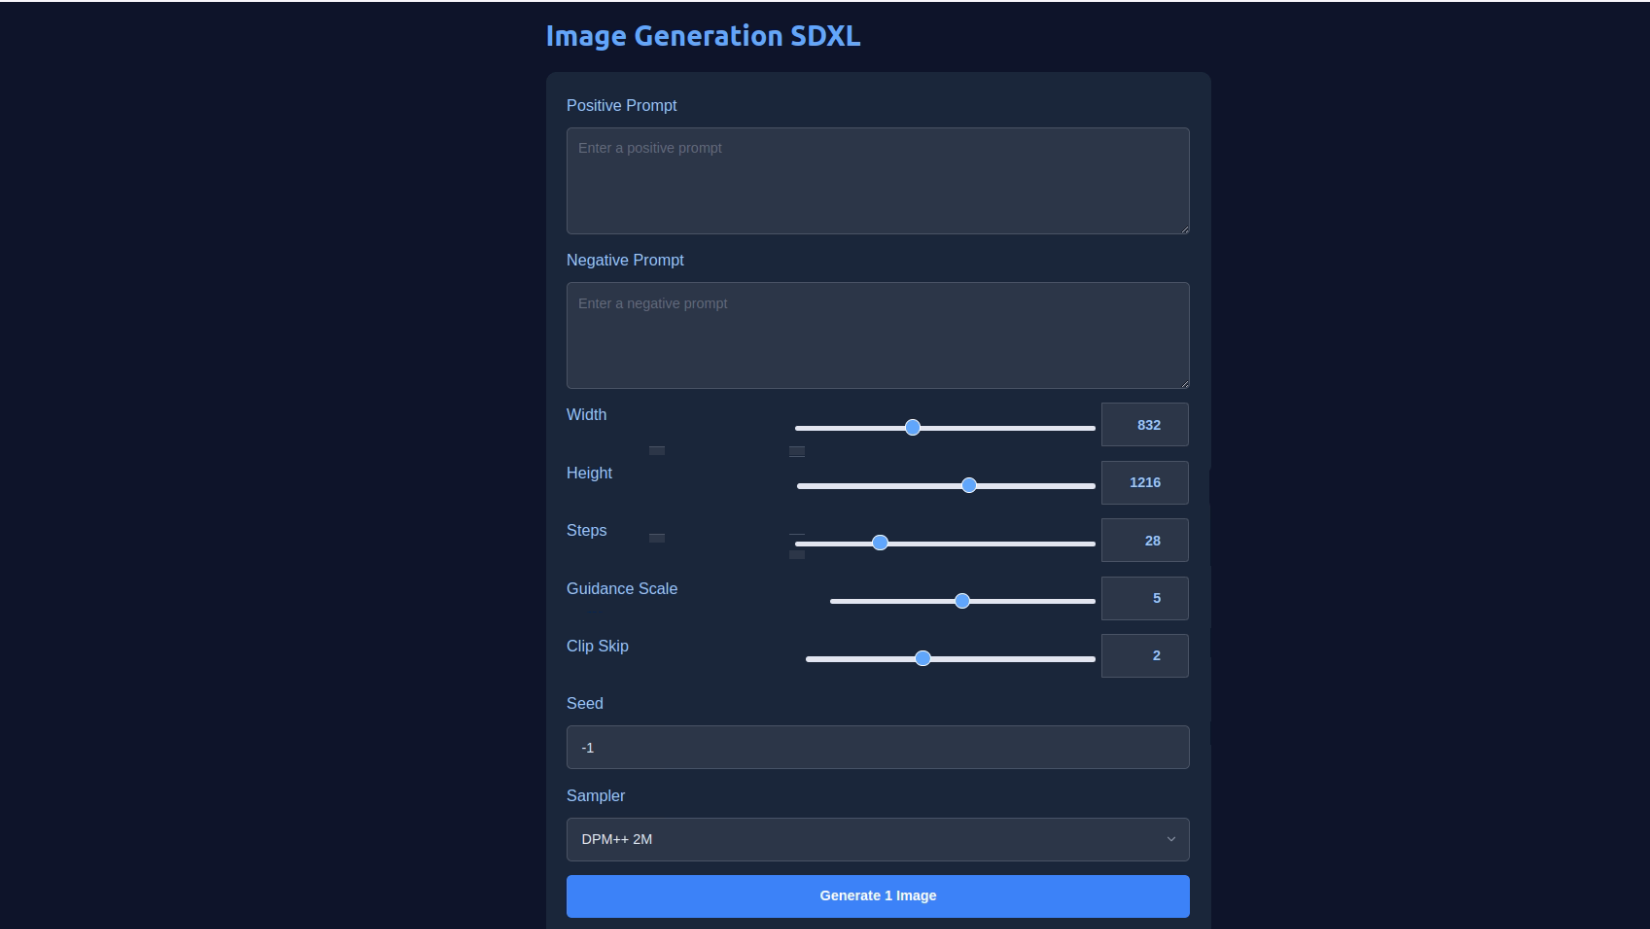 Image Generation SDXL
Positive Prompt
Enter a positive prompt
Negative Prompt
Enter a negative prompt
Width
832
Height
1216
Steps
28
Guidance Scale
5
Clip Skip
2
Seed
-1
Sampler
DPM++ 2M
Generate 1 Image